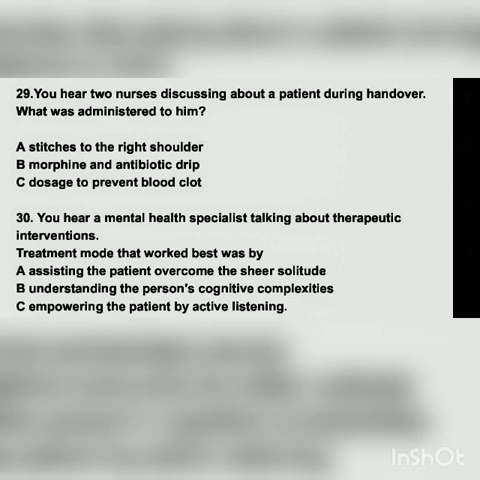 29.You hear two nurses discussing about a patient during handover.
What was administered to him?
A stitches to the right shoulder
B morphine and antibiotic drip
C dosage to prevent blood clot
30. You hear a mental health specialist talking about therapeutic
interventions.
Treatment mode that worked best was by
A assisting the patient overcome the sheer solitude
B understanding the person's cognitive complexities
C empowering the patient by active listening.
InShOt